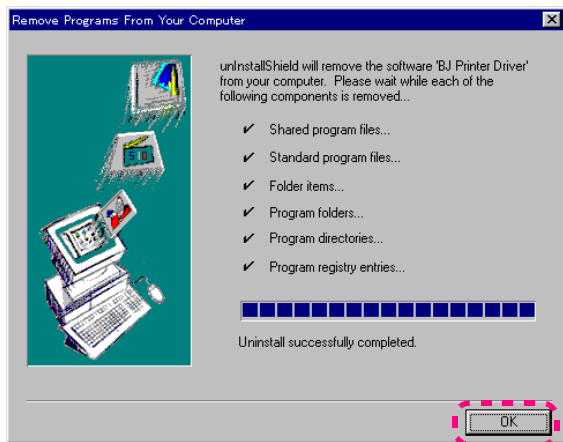 Remove Programs From Your Computer
unInstallShield will remove the software 'BJ Printer Driver'
from your computer. Please wait while each of the
following components is removed...
✔ Shared program files...
✔ Standard program files...
✔ Folder items...
✔ Program folders...
✔ Program directories...
✔ Program registry entries...
Uninstall successfully completed.
OK